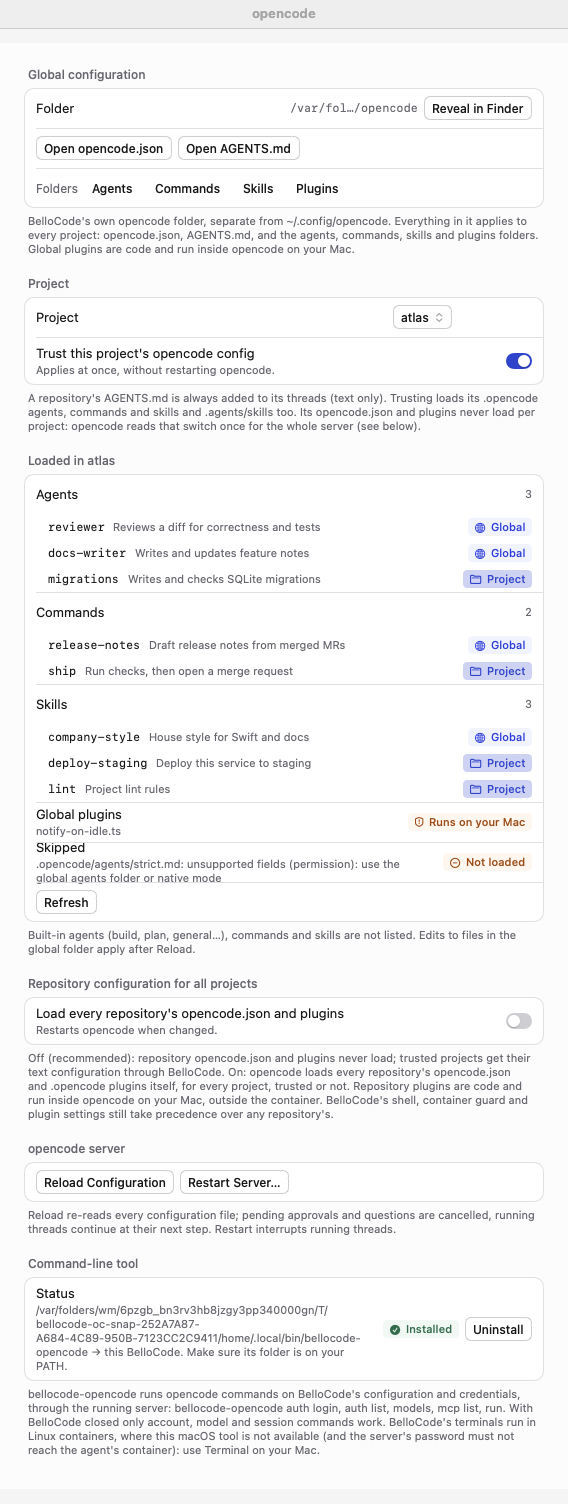 opencode
Global configuration
Folder
/var/fol…/opencode
Reveal in Finder
Open opencode.json
Open AGENTS.md
Folders Agents Commands Skills Plugins
BelloCode's own opencode folder, separate from ~/.config/opencode. Everything in it applies to
every project: opencode.json, AGENTS.md, and the agents, commands, skills and plugins folders.
Global plugins are code and run inside opencode on your Mac.
Project
Project
atlas
Trust this project's opencode config
Applies at once, without restarting opencode.
A repository's AGENTS.md is always added to its threads (text only). Trusting loads its .opencode
agents, commands and skills and .agents/skills too. Its opencode.json and plugins never load per
project: opencode reads that switch once for the whole server (see below).
Loaded in atlas
Agents 3
reviewer Reviews a diff for correctness and tests Global
docs-writer Writes and updates feature notes Global
migrations Writes and checks SQLite migrations Project
Commands 2
release-notes Draft release notes from merged MRs Global
ship Run checks, then open a merge request Project
Skills 3
company-style House style for Swift and docs Global
deploy-staging Deploy this service to staging Project
lint Project lint rules Project
Global plugins
notify-on-idle.ts
Runs on your Mac
Skipped
.opencode/agents/strict.md: unsupported fields (permission): use the
global agents folder or native mode
Not loaded
Refresh
Built-in agents (build, plan, general...), commands and skills are not listed. Edits to files in the
global folder apply after Reload.
Repository configuration for all projects
Load every repository's opencode.json and plugins
Restarts opencode when changed.
Off (recommended): repository opencode.json and plugins never load; trusted projects get their
text configuration through BelloCode. On: opencode loads every repository's opencode.json
and .opencode plugins itself, for every project, trusted or not. Repository plugins are code and
run inside opencode on your Mac, outside the container. BelloCode's shell, container guard and
plugin settings still take precedence over any repository's.
opencode server
Reload Configuration
Restart Server...
Reload re-reads every configuration file; pending approvals and questions are cancelled, running
threads continue at their next step. Restart interrupts running threads.
Command-line tool
Status
/var/folders/wm/6pzgb_bn3rv3hb8jzgy3pp340000gn/T/
bellocode-oc-snap-252A7A87-
A684-4C89-950B-7123CC2C9411/home/.local/bin/bellocode-
opencode → this BelloCode. Make sure its folder is on your
PATH.
Installed
Uninstall
bellocode-opencode runs opencode commands on BelloCode's configuration and credentials,
through the running server: bellocode-opencode auth login, auth list, models, mcp list, run. With
BelloCode closed only account, model and session commands work. BelloCode's terminals run in
Linux containers, where this macOS tool is not available (and the server's password must not
reach the agent's container): use Terminal on your Mac.